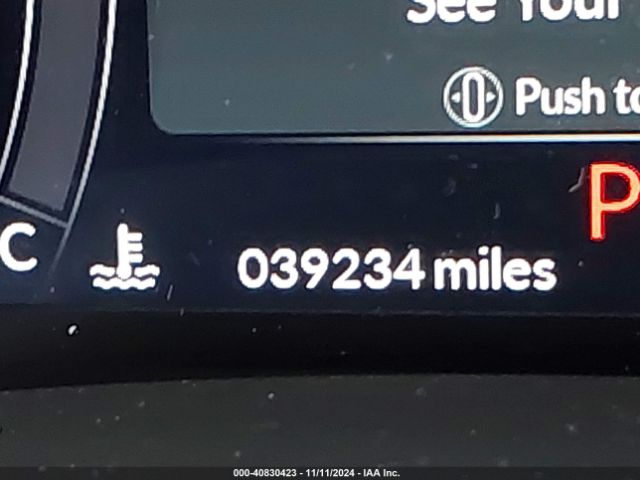 See Your
Push to
P
C
039234 miles
000-40830423 - 11/11/2024 - IAA Inc.